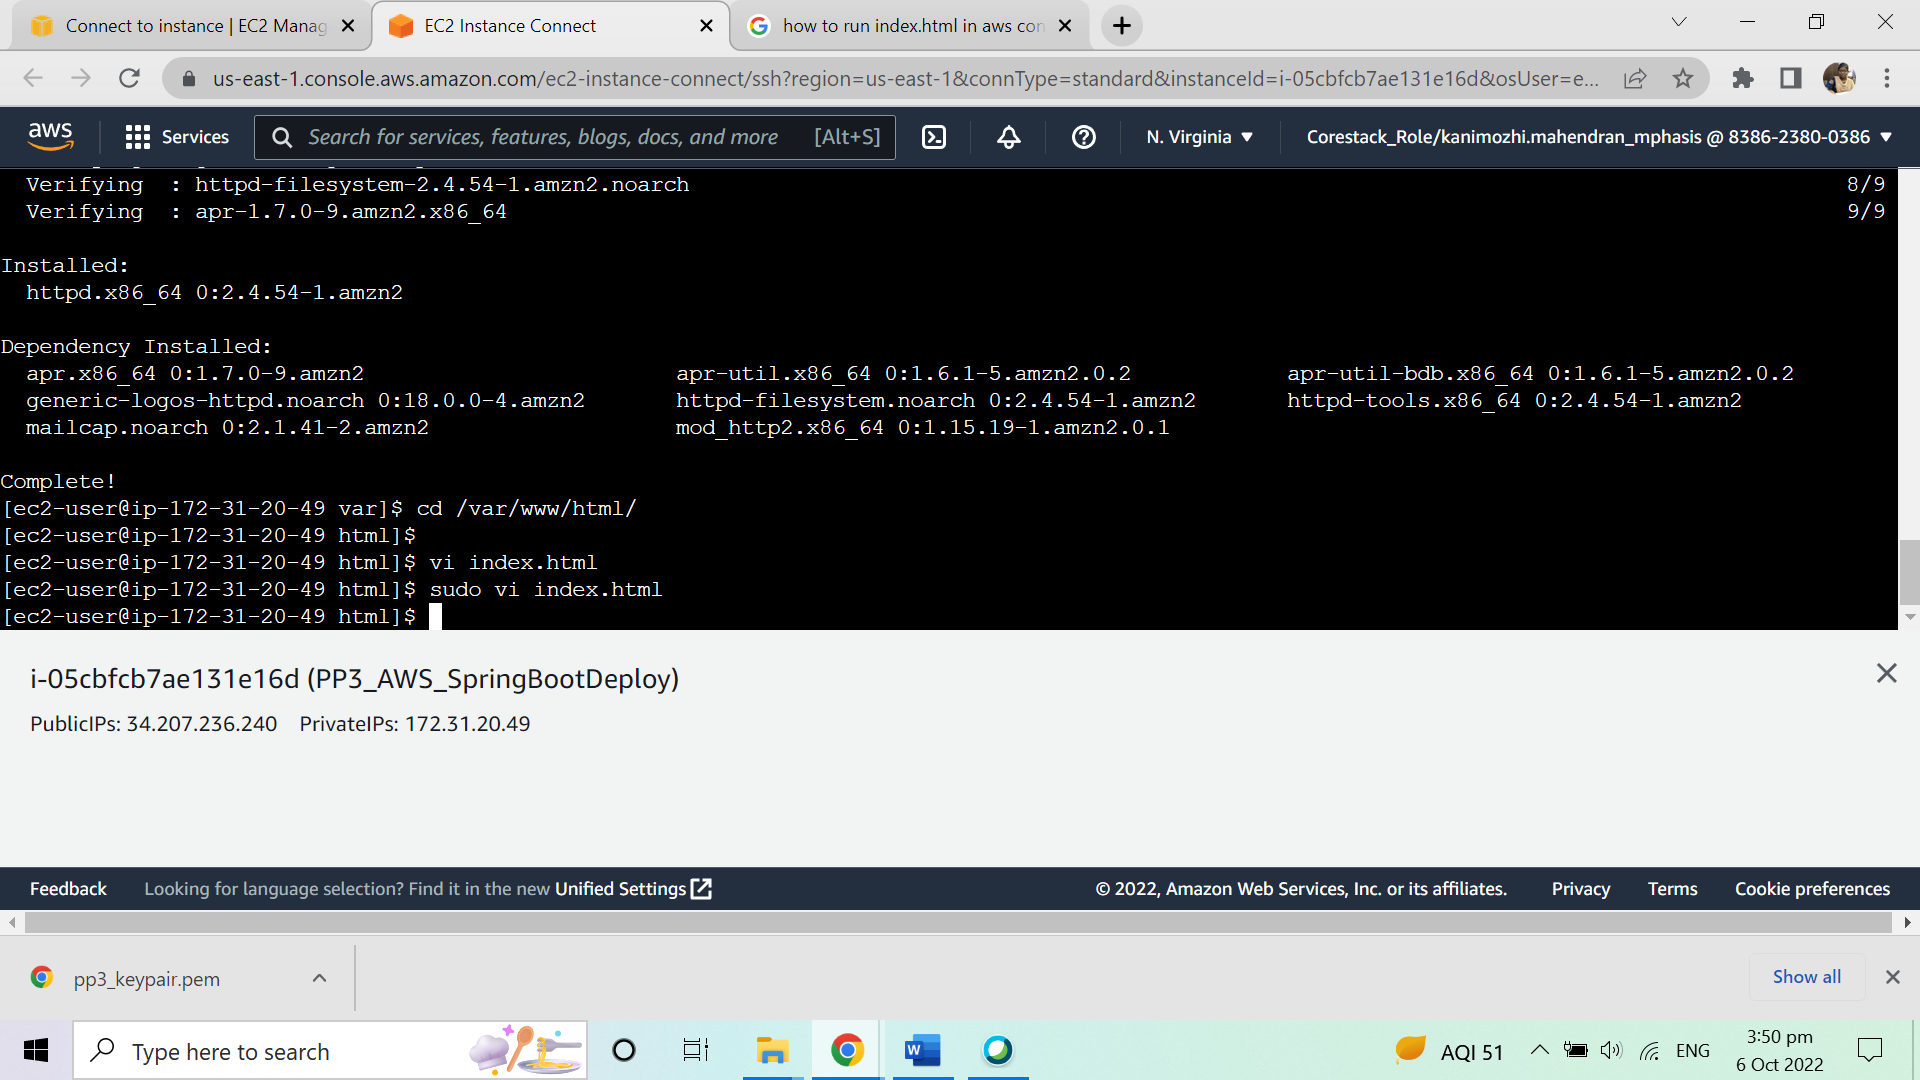 Connect to instance | EC2 Manag
EC2 Instance Connect
how to run index.html in aws con
us-east-1.console.aws.amazon.com/ec2-instance-connect/ssh?region=us-east-1&connType=standard&instanceId=i-05cbfcb7ae131e16d&osUser=e...
aws
Services
Search for services, features, blogs, docs, and more [Alt+S]
N. Virginia
Corestack_Role/kanimozhi.mahendran_mphasis @ 8386-2380-0386
Verifying : httpd-filesystem-2.4.54-1.amzn2.noarch 8/9
Verifying : apr-1.7.0-9.amzn2.x86_64 9/9
Installed:
httpd.x86_64 0:2.4.54-1.amzn2
Dependency Installed:
apr.x86_64 0:1.7.0-9.amzn2 apr-util.x86_64 0:1.6.1-5.amzn2.0.2 apr-util-bdb.x86_64 0:1.6.1-5.amzn2.0.2
generic-logos-httpd.noarch 0:18.0.0-4.amzn2 httpd-filesystem.noarch 0:2.4.54-1.amzn2 httpd-tools.x86_64 0:2.4.54-1.amzn2
mailcap.noarch 0:2.1.41-2.amzn2 mod_http2.x86_64 0:1.15.19-1.amzn2.0.1
Complete!
[ec2-user@ip-172-31-20-49 var]$ cd /var/www/html/
[ec2-user@ip-172-31-20-49 html]$
[ec2-user@ip-172-31-20-49 html]$ vi index.html
[ec2-user@ip-172-31-20-49 html]$ sudo vi index.html
[ec2-user@ip-172-31-20-49 html]$
i-05cbfcb7ae131e16d (PP3_AWS_SpringBootDeploy)
PublicIPs: 34.207.236.240 PrivateIPs: 172.31.20.49
Feedback Looking for language selection? Find it in the new Unified Settings © 2022, Amazon Web Services, Inc. or its affiliates. Privacy Terms Cookie preferences
pp3_keypair.pem
Show all
Type here to search
AQI 51
ENG
3:50 pm
6 Oct 2022